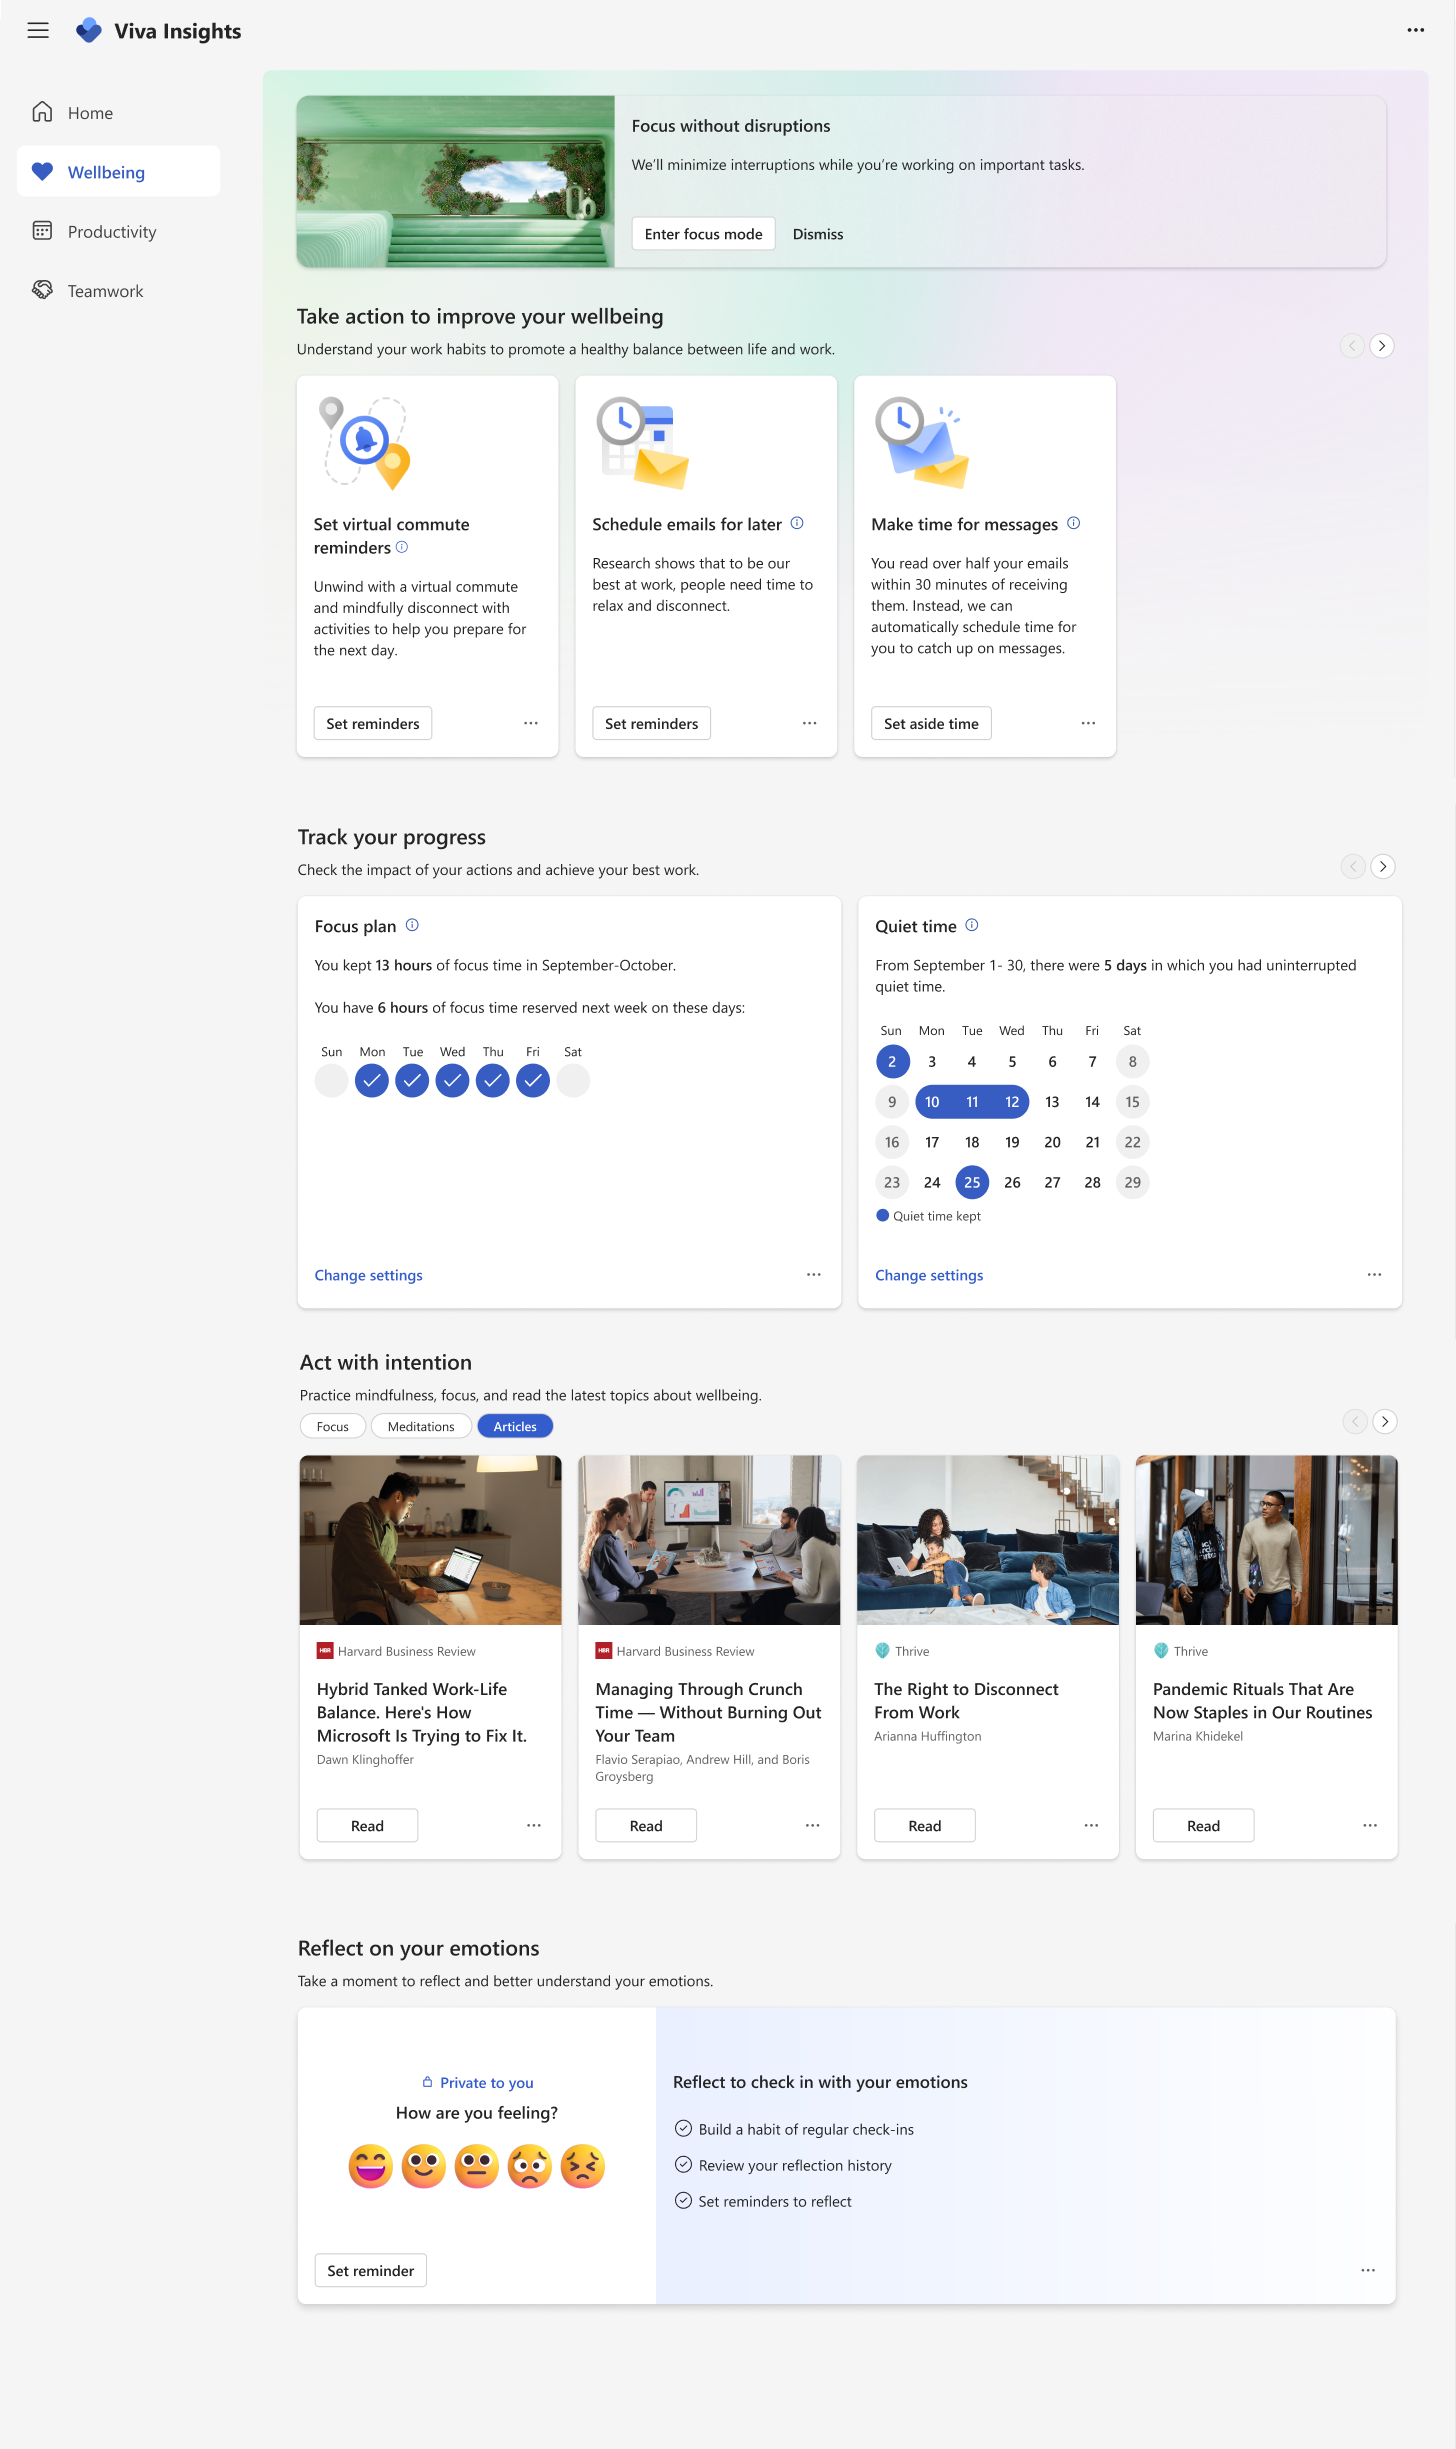 Viva Insights
Home
Wellbeing
Productivity
Teamwork
Focus without disruptions
We'll minimize interruptions while you're working on important tasks.
Enter focus mode
Dismiss
Take action to improve your wellbeing
Understand your work habits to promote a healthy balance between life and work.
Set virtual commute
reminders
Unwind with a virtual commute
and mindfully disconnect with
activities to help you prepare for
the next day.
Set reminders
Schedule emails for later
Research shows that to be our
best at work, people need time to
relax and disconnect.
Set reminders
Make time for messages
You read over half your emails
within 30 minutes of receiving
them. Instead, we can
automatically schedule time for
you to catch up on messages.
Set aside time
Track your progress
Check the impact of your actions and achieve your best work.
Focus plan
You kept 13 hours of focus time in September-October.
You have 6 hours of focus time reserved next week on these days:
Sun Mon Tue Wed Thu Fri Sat
Change settings
Quiet time
From September 1- 30, there were 5 days in which you had uninterrupted
quiet time.
Sun Mon Tue Wed Thu Fri Sat
2 3 4 5 6 7 8
9 10 11 12 13 14 15
16 17 18 19 20 21 22
23 24 25 26 27 28 29
Quiet time kept
Change settings
Act with intention
Practice mindfulness, focus, and read the latest topics about wellbeing.
Focus
Meditations
Articles
HBR Harvard Business Review
Hybrid Tanked Work-Life
Balance. Here's How
Microsoft Is Trying to Fix It.
Dawn Klinghoffer
Read
HBR Harvard Business Review
Managing Through Crunch
Time — Without Burning Out
Your Team
Flavio Serapiao, Andrew Hill, and Boris
Groysberg
Read
Thrive
The Right to Disconnect
From Work
Arianna Huffington
Read
Thrive
Pandemic Rituals That Are
Now Staples in Our Routines
Marina Khidekel
Read
Reflect on your emotions
Take a moment to reflect and better understand your emotions.
Private to you
How are you feeling?
Set reminder
Reflect to check in with your emotions
Build a habit of regular check-ins
Review your reflection history
Set reminders to reflect